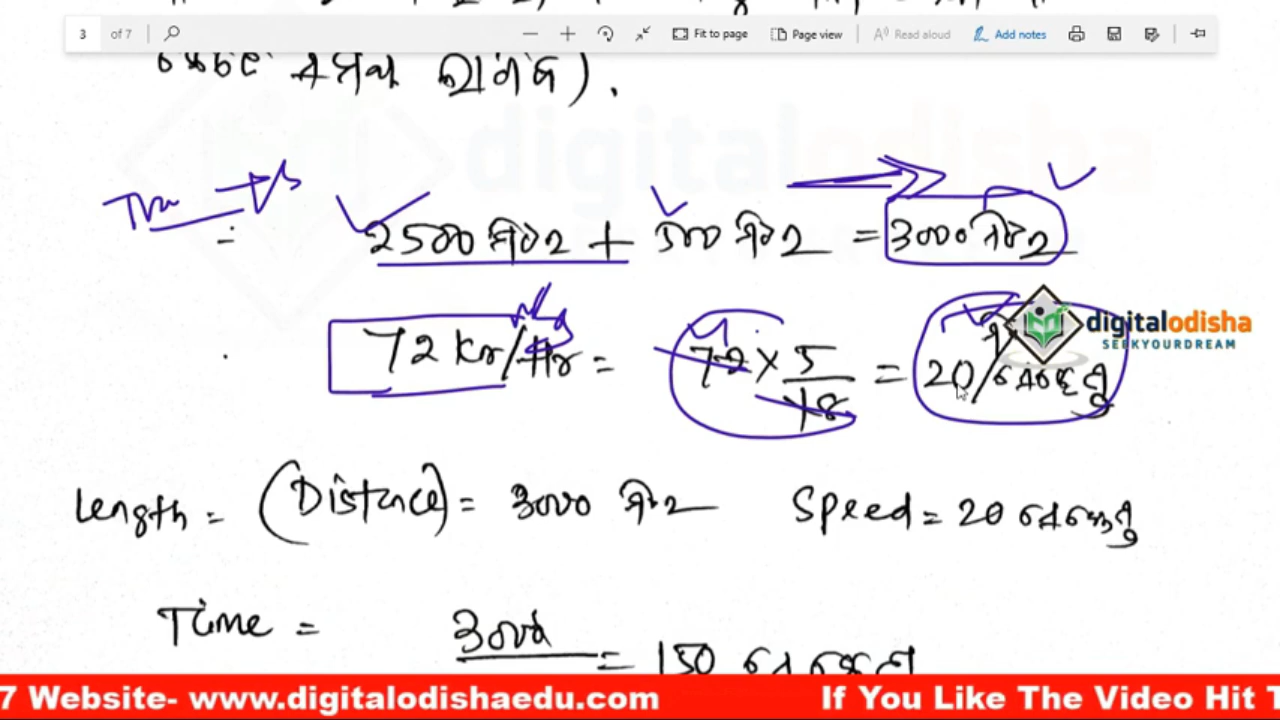 3 of 7 Fit to page Page view Read aloud Add notes
digitalodisha
2500 ମିଟର + 500 ମିଟର = 3000 ମିଟର
72 Km/Hr = 72 × 5/18 = 20 /ସେକେଣ୍ଡ
digitalodisha
SEEKYOURDREAM
Length = (Distance) = 3000 ମିଟର Speed = 20 ସେକେଣ୍ଡ
Time = 3000 = 150 ସେକେଣ୍ଡ
7 Website- www.digitalodishaedu.com/ If You Like The Video Hit T